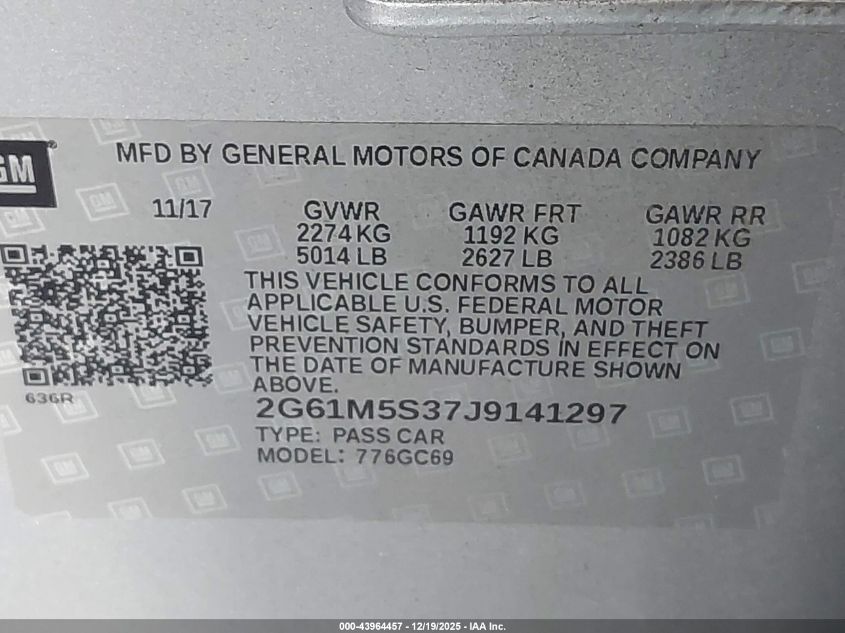 GM
MFD BY GENERAL MOTORS OF CANADA COMPANY
11/17 GVWR GAWR FRT GAWR RR
2274 KG 1192 KG 1082 KG
5014 LB 2627 LB 2386 LB
THIS VEHICLE CONFORMS TO ALL
APPLICABLE U.S. FEDERAL MOTOR
VEHICLE SAFETY, BUMPER, AND THEFT
PREVENTION STANDARDS IN EFFECT ON
THE DATE OF MANUFACTURE SHOWN
ABOVE.
636R
2G61M5S37J9141297
TYPE: PASS CAR
MODEL: 776GC69
000-43964457 - 12/19/2025 - IAA Inc.